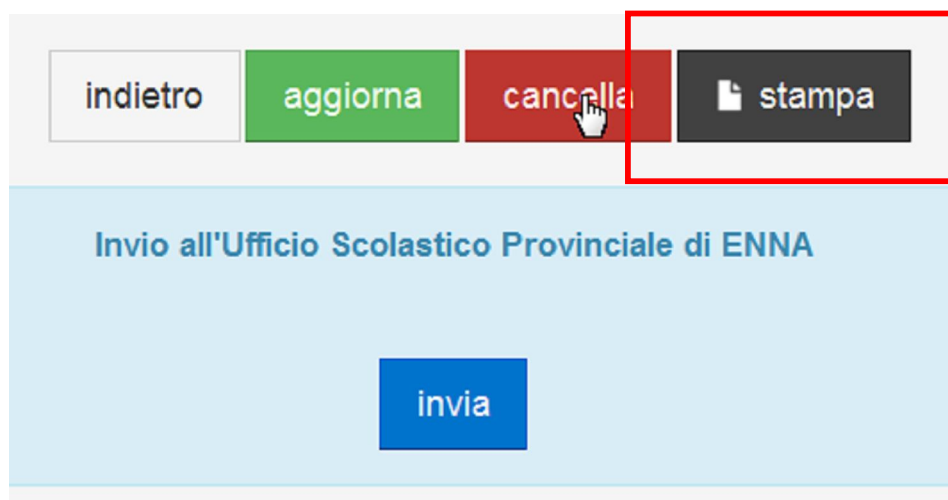 indietro aggiorna cancella stampa
Invio all'Ufficio Scolastico Provinciale di ENNA
invia